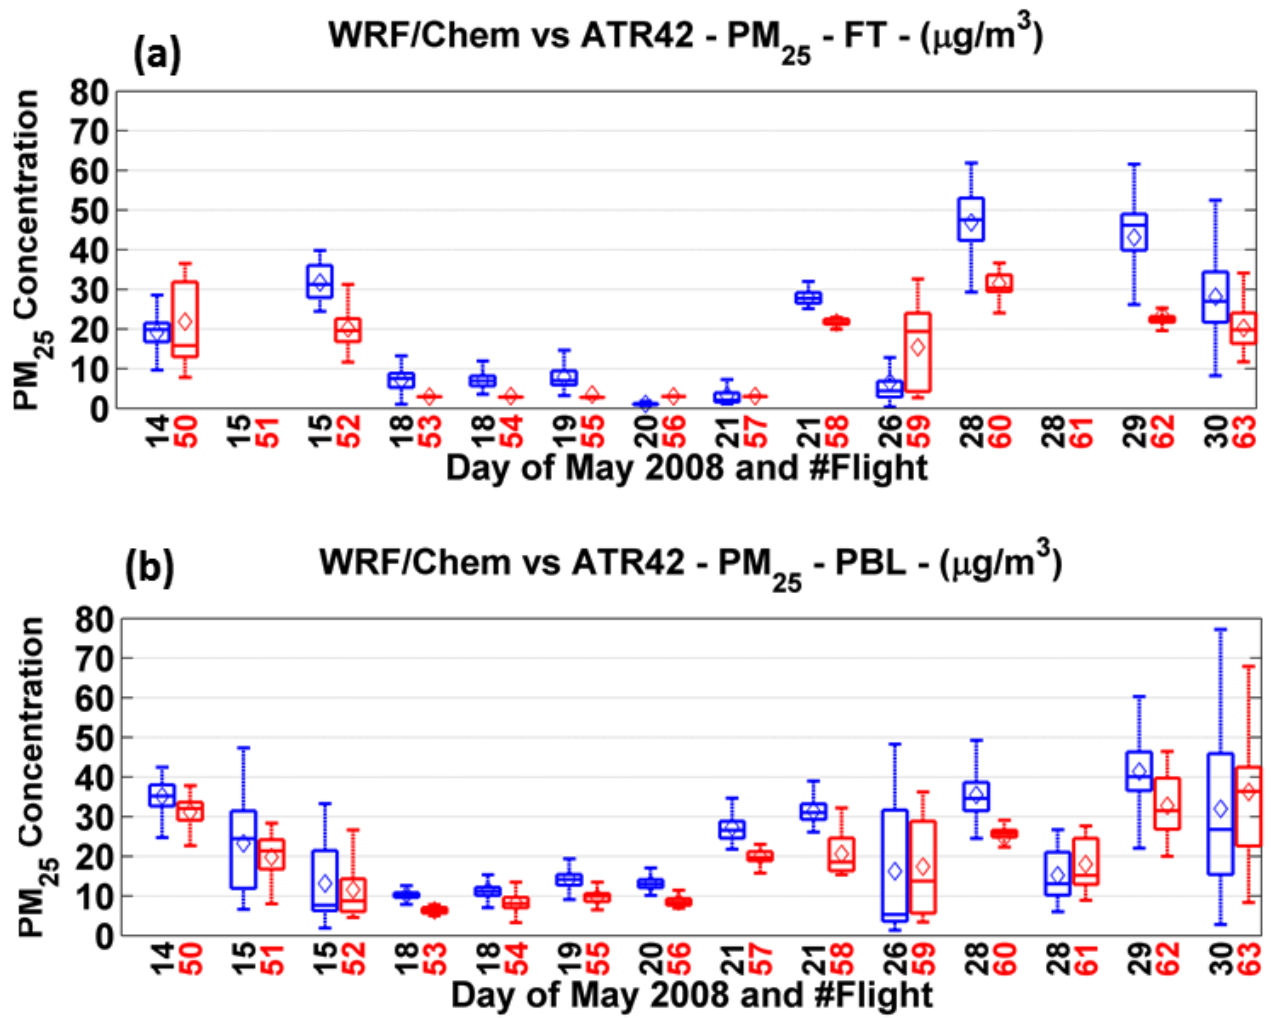 (a)
WRF/Chem vs ATR42 - PM25 - FT - (μg/m3)
PM25 Concentration
80
70
60
50
40
30
20
10
0
14 15 15 18 18 19 20 21 21 26 28 28 29 30
50 51 52 53 54 55 56 57 58 59 60 61 62 63
Day of May 2008 and #Flight
(b)
WRF/Chem vs ATR42 - PM25 - PBL - (μg/m3)
PM25 Concentration
80
70
60
50
40
30
20
10
0
14 15 15 18 18 19 20 21 21 26 28 28 29 30
50 51 52 53 54 55 56 57 58 59 60 61 62 63
Day of May 2008 and #Flight